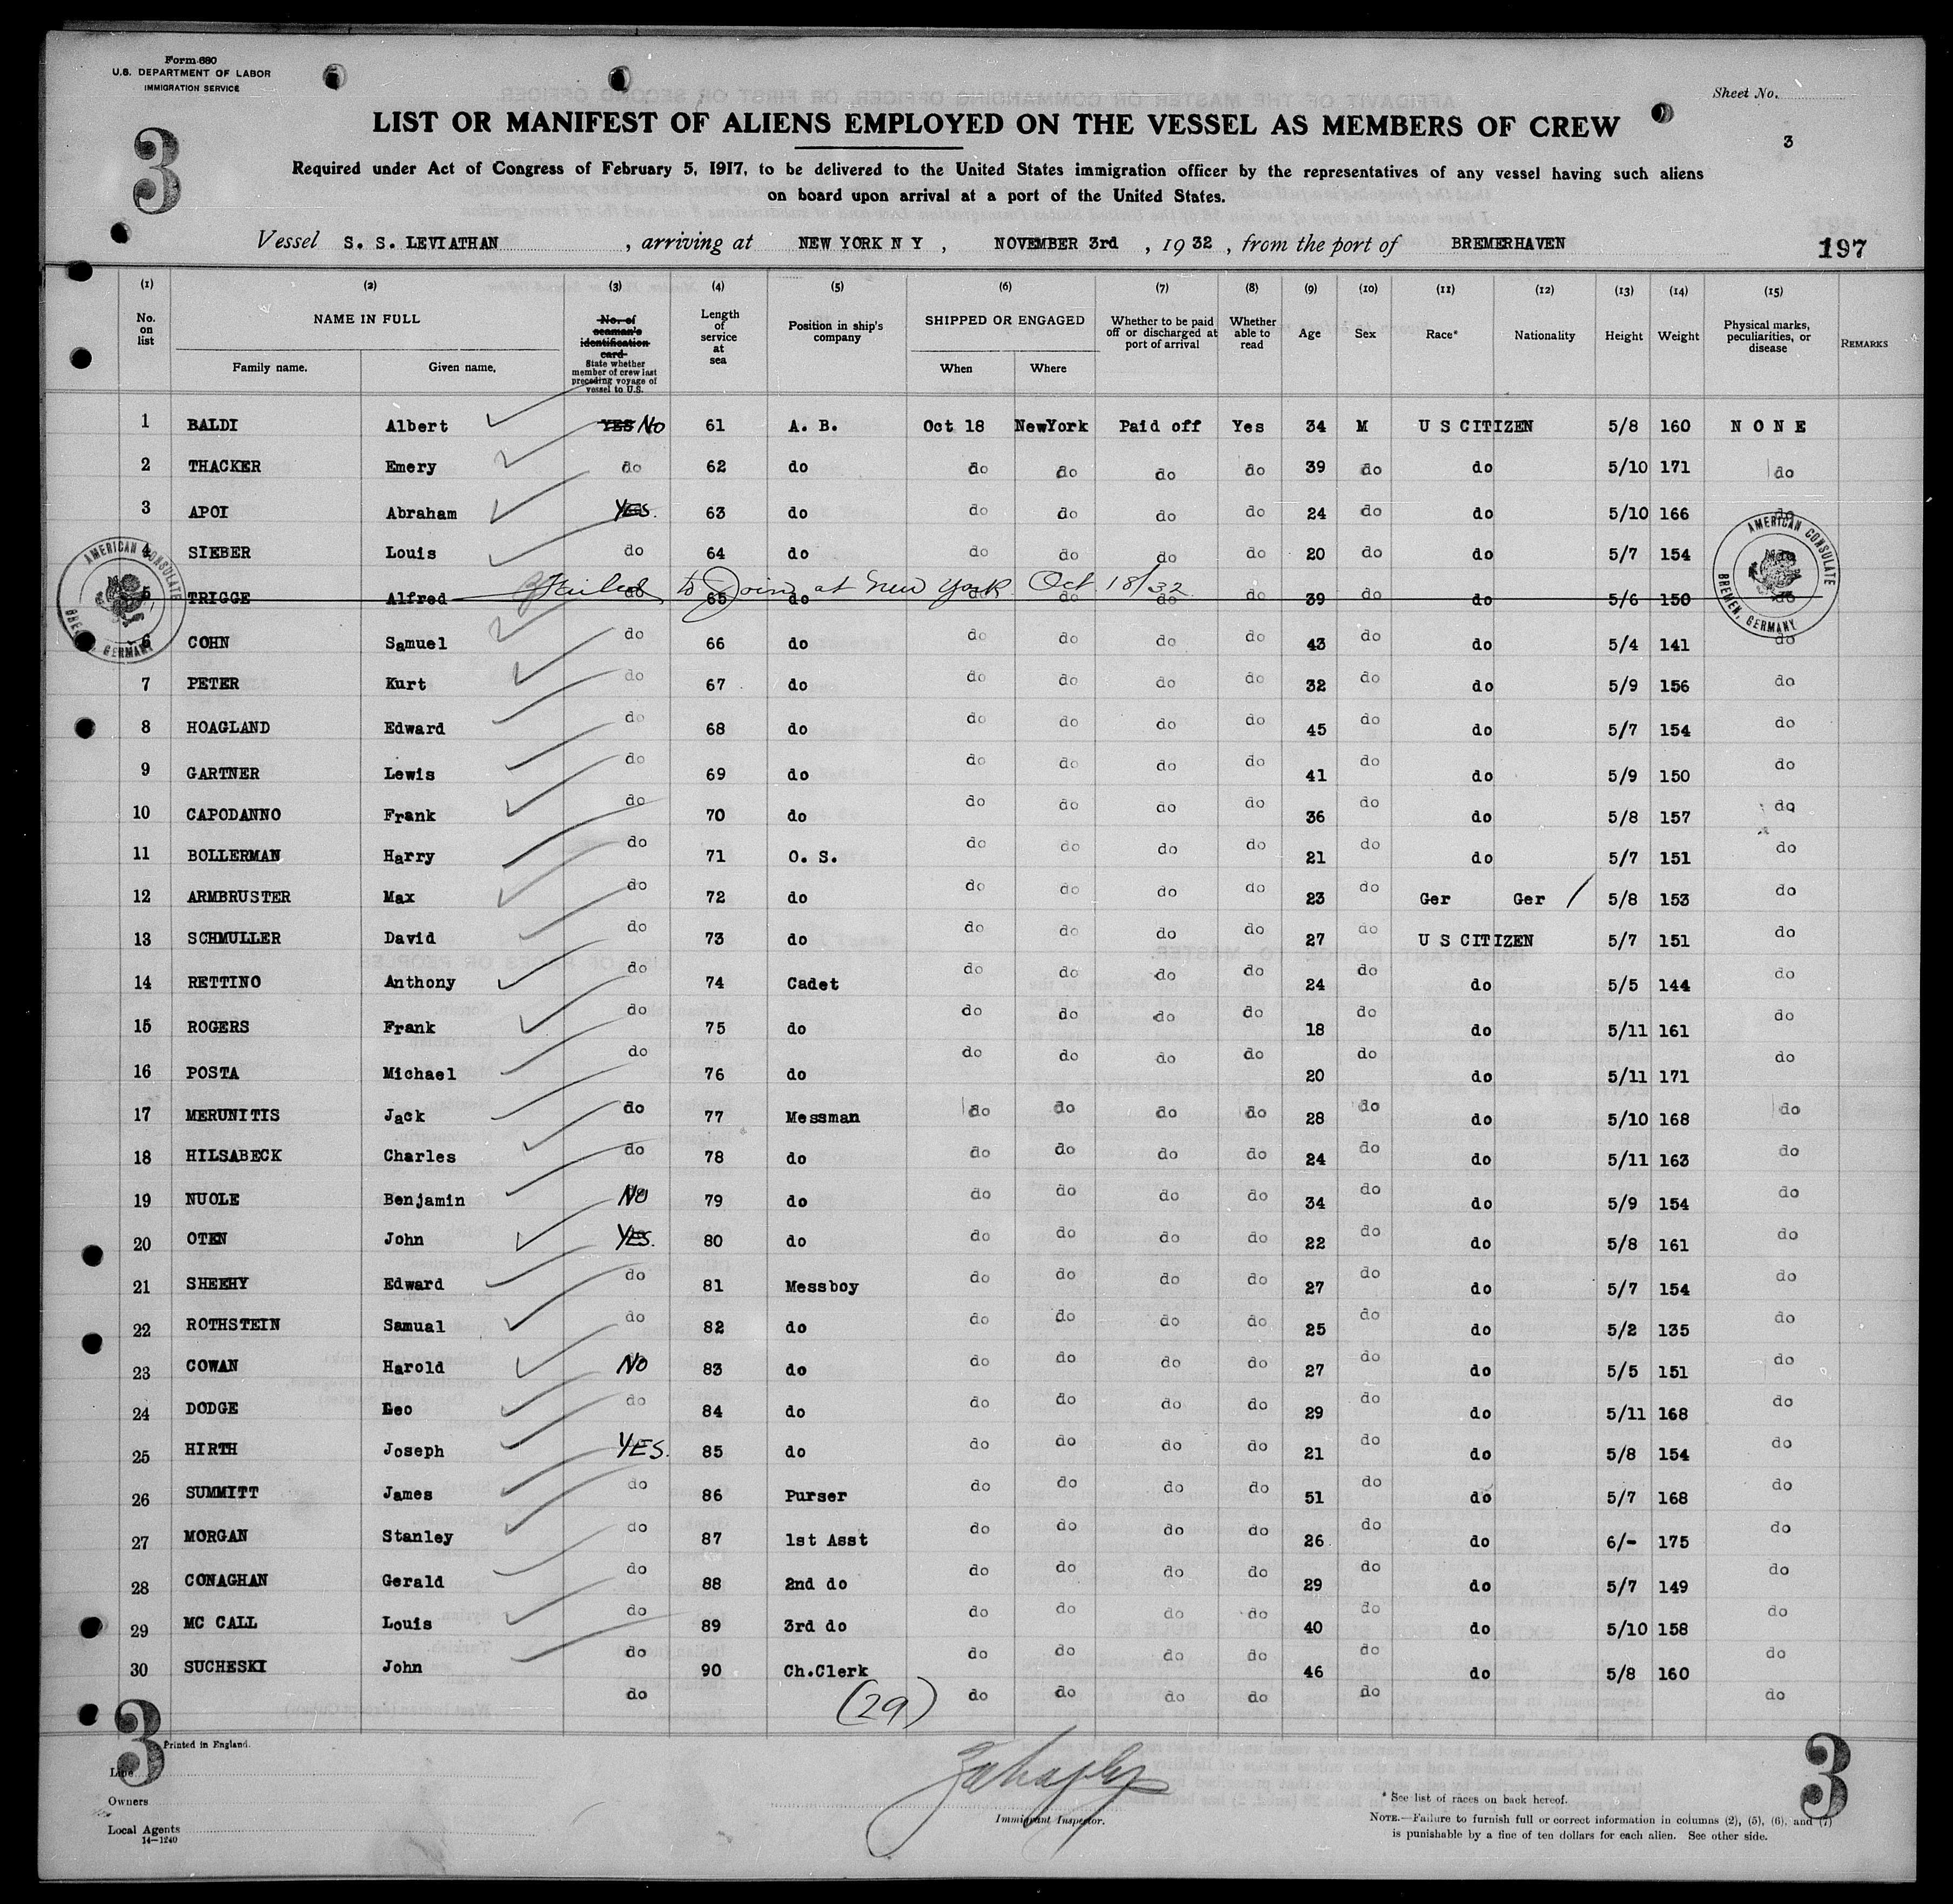 Form 680
U.S. DEPARTMENT OF LABOR
IMMIGRATION SERVICE
Sheet No.
3
3
LIST OR MANIFEST OF ALIENS EMPLOYED ON THE VESSEL AS MEMBERS OF CREW
Required under Act of Congress of February 5, 1917, to be delivered to the United States immigration officer by the representatives of any vessel having such aliens
on board upon arrival at a port of the United States.
Vessel S. S. LEVIATHAN , arriving at NEW YORK N Y , NOVEMBER 3rd , 19 32 , from the port of BREMERHAVEN 197
(1) (2) (3) (4) (5) (6) (7) (8) (9) (10) (11) (12) (13) (14) (15)
No. on list NAME IN FULL Family name. Given name. No. of seaman's identification card State whether member of crew last preceding voyage of vessel to U.S. Length of service at sea Position in ship's company SHIPPED OR ENGAGED When Where Whether to be paid off or discharged at port of arrival Whether able to read Age Sex Race* Nationality Height Weight Physical marks, peculiarities, or disease REMARKS
1 BALDI Albert YES No 61 A. B. Oct 18 NewYork Paid off Yes 34 M U S CITIZEN 5/8 160 N O N E
2 THACKER Emery do 62 do do do do do 39 do do 5/10 171 do
3 APOI Abraham YES. 63 do do do do do 24 do do 5/10 166 do
4 SIEBER Louis do 64 do do do do do 20 do do 5/7 154
5 TRIGGE Alfred do 65 do do do do do 39 do do 5/6 150 do
Failed to Join at New York Oct. 18/32
6 COHN Samuel do 66 do do do do do 43 do do 5/4 141 do
7 PETER Kurt do 67 do do do do do 32 do do 5/9 156 do
8 HOAGLAND Edward do 68 do do do do do 45 do do 5/7 154 do
9 GARTNER Lewis do 69 do do do do do 41 do do 5/9 150 do
10 CAPODANNO Frank do 70 do do do do do 36 do do 5/8 157 do
11 BOLLERMAN Harry do 71 O. S. do do do do 21 do do 5/7 151 do
12 ARMBRUSTER Max do 72 do do do do do 23 do Ger Ger 5/8 153 do
13 SCHMULLER David do 73 do do do do do 27 do U S CITIZEN 5/7 151 do
14 RETTINO Anthony do 74 Cadet do do do do 24 do do 5/5 144 do
15 ROGERS Frank do 75 do do do do do 18 do do 5/11 161 do
16 POSTA Michael do 76 do do do do do 20 do do 5/11 171 do
17 MERUNITIS Jack do 77 Messman do do do do 28 do do 5/10 168 do
18 HILSABECK Charles do 78 do do do do do 24 do do 5/11 163 do
19 NUOLE Benjamin No 79 do do do do do 34 do do 5/9 154 do
20 OTEN John YES. 80 do do do do do 22 do do 5/8 161 do
21 SHEEHY Edward do 81 Messboy do do do do 27 do do 5/7 154 do
22 ROTHSTEIN Samual do 82 do do do do do 25 do do 5/2 135 do
23 COWAN Harold No 83 do do do do do 27 do do 5/5 151 do
24 DODGE Leo do 84 do do do do do 29 do do 5/11 168 do
25 HIRTH Joseph YES. 85 do do do do do 21 do do 5/8 154 do
26 SUMMITT James do 86 Purser do do do do 51 do do 5/7 168 do
27 MORGAN Stanley do 87 1st Asst do do do do 26 do do 6/- 175 do
28 CONAGHAN Gerald do 88 2nd do do do do do 29 do do 5/7 149 do
29 MC CALL Louis do 89 3rd do do do do do 40 do do 5/10 158 do
30 SUCHESKI John do 90 Ch.Clerk do do do do 46 do do 5/8 160 do
do do do do do do do
(29)
AMERICAN CONSULATE
BREMEN, GERMANY
AMERICAN CONSULATE
BREMEN, GERMANY
3
3
Printed in England.
Line
Owners
Local Agents
14-1240
Immigrant Inspector.
* See list of races on back hereof.
NOTE.—Failure to furnish full or correct information in columns (2), (5), (6), and (7)
is punishable by a fine of ten dollars for each alien. See other side.